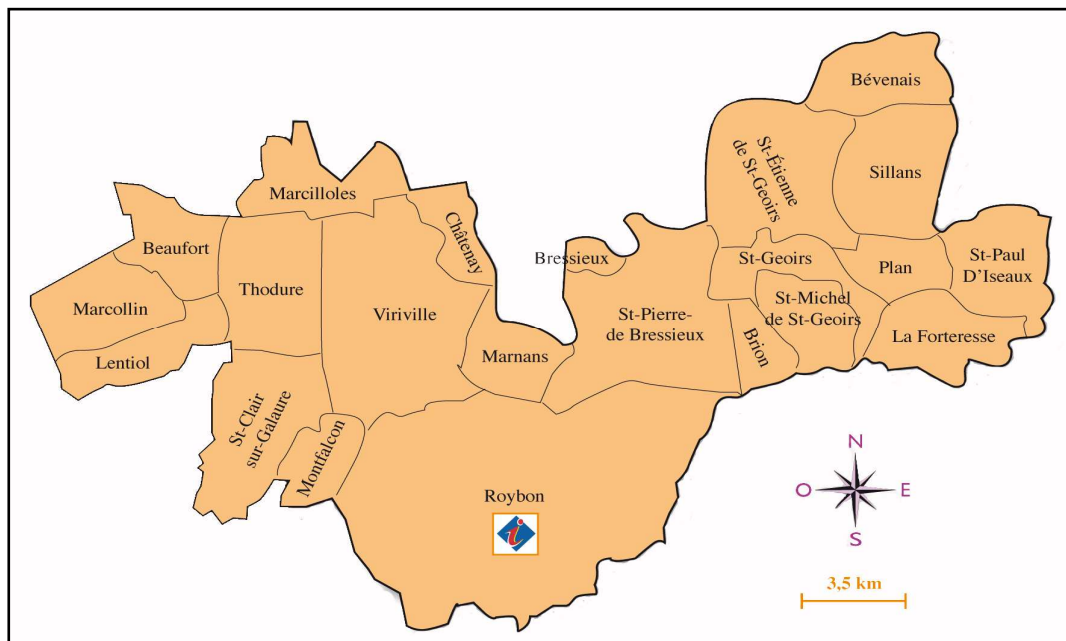 Bévenais
St-Étienne
de St-Geoirs
Sillans
Marcilloles
Châtenay
Beaufort
Bressieux
St-Geoirs
Plan
St-Paul
D'Iseaux
Marcollin
Thodure
Viriville
St-Pierre-
de Bressieux
St-Michel
de St-Geoirs
La Forteresse
Lentiol
Marnans
Brion
St-Clair
sur-Galaure
Montfalcon
Roybon
i
N
O
E
S
3,5 km